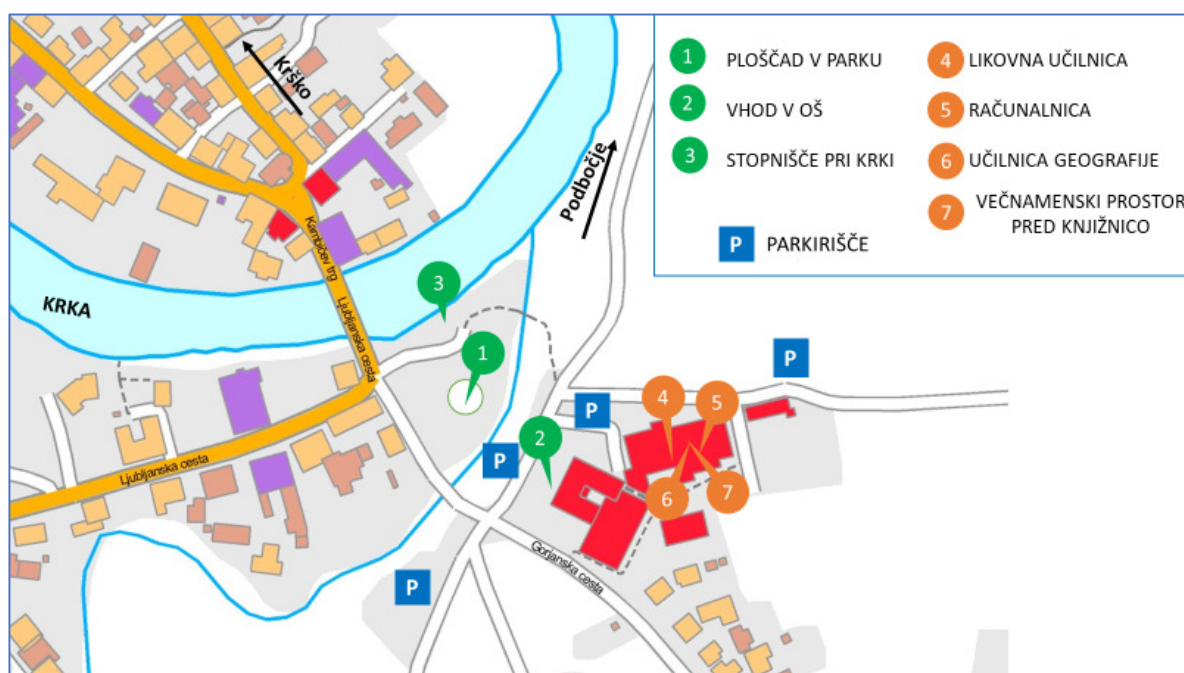 1 PLOŠČAD V PARKU
2 VHOD V OŠ
3 STOPNIŠČE PRI KRKI
P PARKIRIŠČE
4 LIKOVNA UČILNICA
5 RAČUNALNICA
6 UČILNICA GEOGRAFIJE
7 VEČNAMENSKI PROSTOR
PRED KNJIŽNICO
Krško
Podbočje
Kambičev trg
KRKA
Ljubljanska cesta
3
1
P
4
5
P
2
P
Ljubljanska cesta
6
7
Gorjanska cesta
P